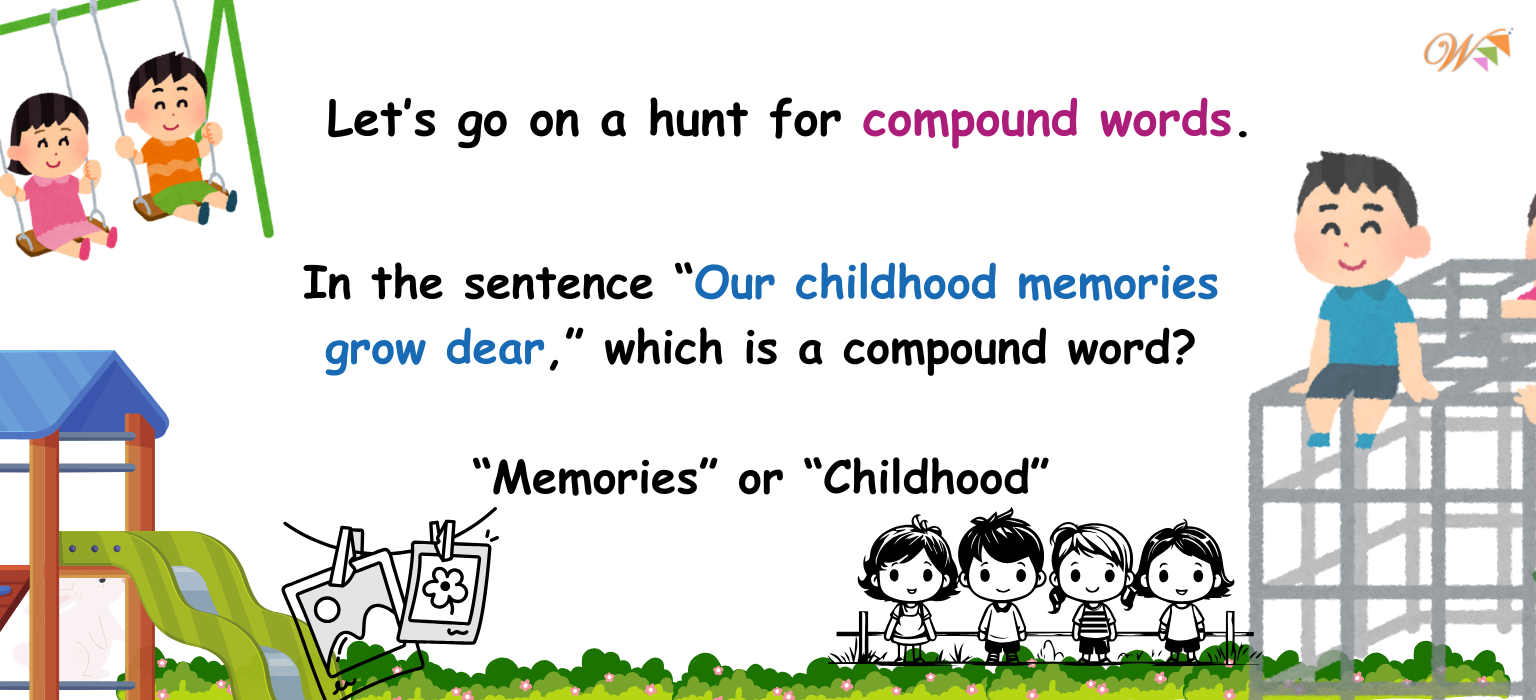 Let's go on a hunt for compound words.
In the sentence “Our childhood memories
grow dear,” which is a compound word?
“Memories” or “Childhood”
W